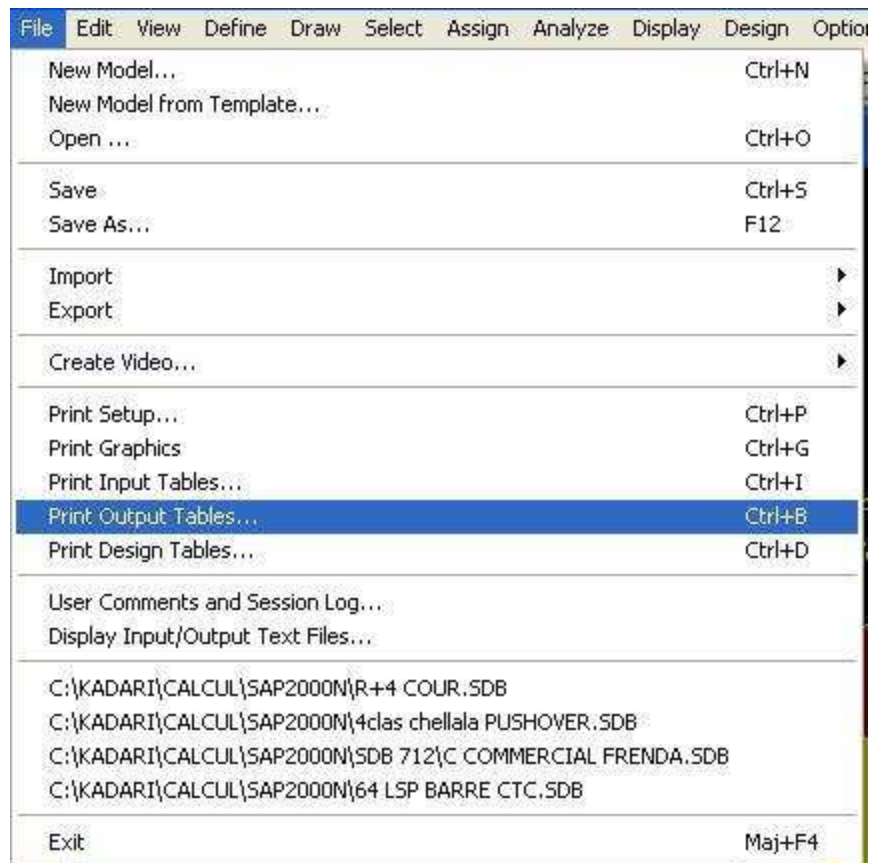 File Edit View Define Draw Select Assign Analyze Display Design Optio
New Model... Ctrl+N
New Model from Template...
Open ... Ctrl+O
Save Ctrl+S
Save As... F12
Import
Export
Create Video...
Print Setup... Ctrl+P
Print Graphics Ctrl+G
Print Input Tables... Ctrl+I
Print Output Tables... Ctrl+B
Print Design Tables... Ctrl+D
User Comments and Session Log...
Display Input/Output Text Files...
C:\KADARI\CALCUL\SAP2000N\R+4 COUR.SDB
C:\KADARI\CALCUL\SAP2000N\4clas chellala PUSHOVER.SDB
C:\KADARI\CALCUL\SAP2000N\SDB 712\C COMMERCIAL FRENDA.SDB
C:\KADARI\CALCUL\SAP2000N\64 LSP BARRE CTC.SDB
Exit Maj+F4